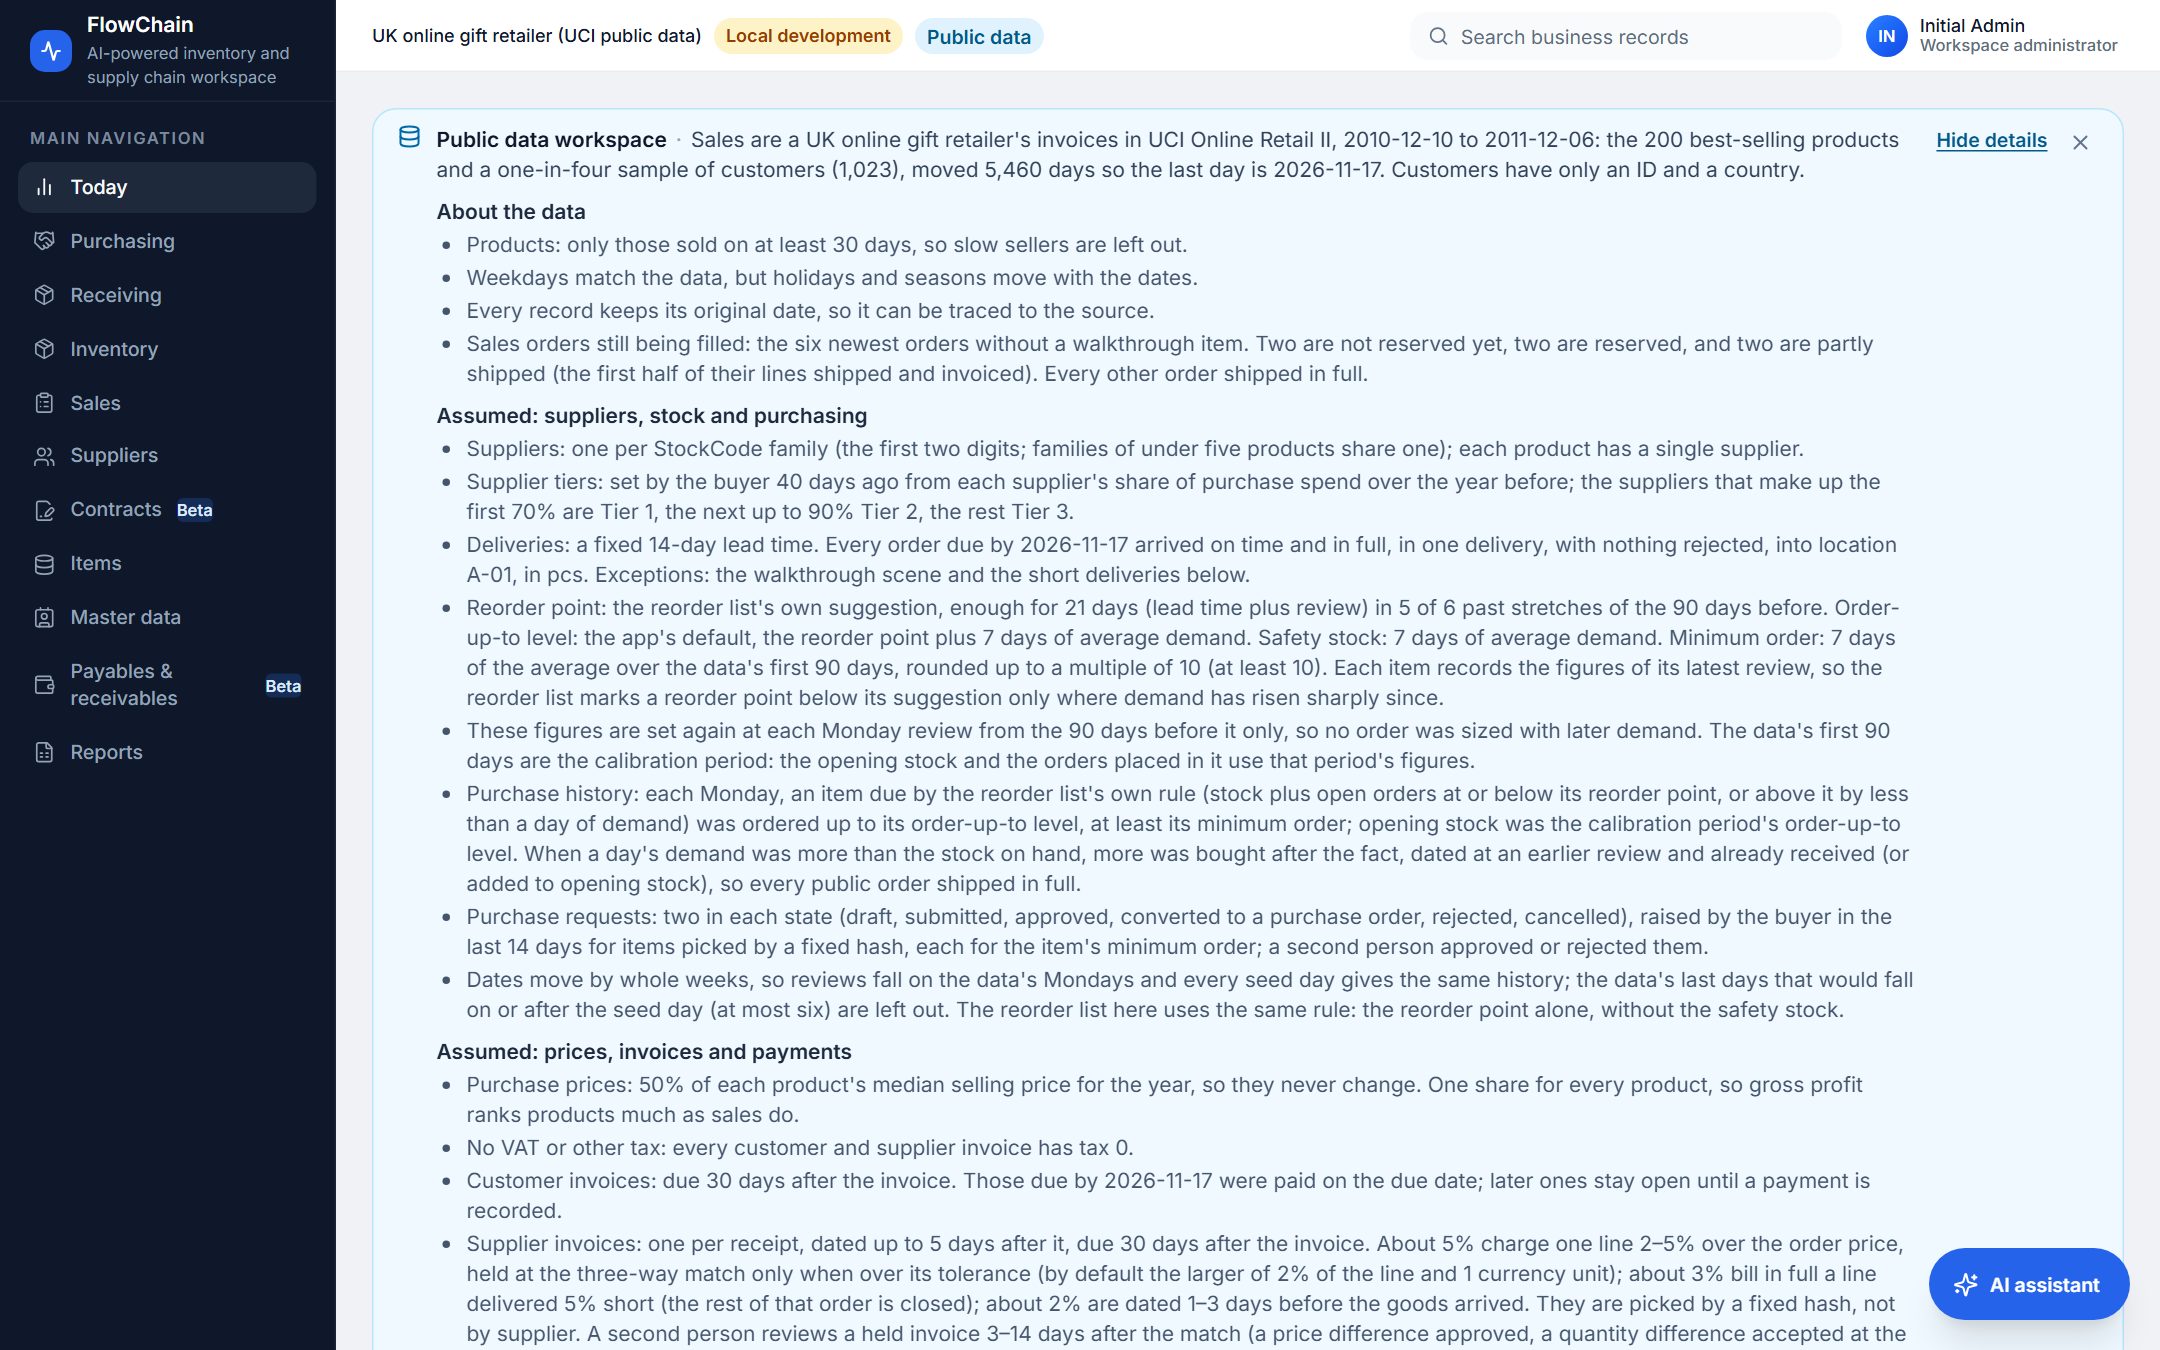 FlowChain
AI-powered inventory and
supply chain workspace
MAIN NAVIGATION
Today
Purchasing
Receiving
Inventory
Sales
Suppliers
Contracts Beta
Items
Master data
Payables &
receivables
Beta
Reports
UK online gift retailer (UCI public data) Local development Public data
Search business records
IN
Initial Admin
Workspace administrator
Public data workspace · Sales are a UK online gift retailer's invoices in UCI Online Retail II, 2010-12-10 to 2011-12-06: the 200 best-selling products
and a one-in-four sample of customers (1,023), moved 5,460 days so the last day is 2026-11-17. Customers have only an ID and a country.
Hide details
About the data
• Products: only those sold on at least 30 days, so slow sellers are left out.
• Weekdays match the data, but holidays and seasons move with the dates.
• Every record keeps its original date, so it can be traced to the source.
• Sales orders still being filled: the six newest orders without a walkthrough item. Two are not reserved yet, two are reserved, and two are partly
shipped (the first half of their lines shipped and invoiced). Every other order shipped in full.
Assumed: suppliers, stock and purchasing
• Suppliers: one per StockCode family (the first two digits; families of under five products share one); each product has a single supplier.
• Supplier tiers: set by the buyer 40 days ago from each supplier's share of purchase spend over the year before; the suppliers that make up the
first 70% are Tier 1, the next up to 90% Tier 2, the rest Tier 3.
• Deliveries: a fixed 14-day lead time. Every order due by 2026-11-17 arrived on time and in full, in one delivery, with nothing rejected, into location
A-01, in pcs. Exceptions: the walkthrough scene and the short deliveries below.
• Reorder point: the reorder list's own suggestion, enough for 21 days (lead time plus review) in 5 of 6 past stretches of the 90 days before. Order-
up-to level: the app's default, the reorder point plus 7 days of average demand. Safety stock: 7 days of average demand. Minimum order: 7 days
of the average over the data's first 90 days, rounded up to a multiple of 10 (at least 10). Each item records the figures of its latest review, so the
reorder list marks a reorder point below its suggestion only where demand has risen sharply since.
• These figures are set again at each Monday review from the 90 days before it only, so no order was sized with later demand. The data's first 90
days are the calibration period: the opening stock and the orders placed in it use that period's figures.
• Purchase history: each Monday, an item due by the reorder list's own rule (stock plus open orders at or below its reorder point, or above it by less
than a day of demand) was ordered up to its order-up-to level, at least its minimum order; opening stock was the calibration period's order-up-to
level. When a day's demand was more than the stock on hand, more was bought after the fact, dated at an earlier review and already received (or
added to opening stock), so every public order shipped in full.
• Purchase requests: two in each state (draft, submitted, approved, converted to a purchase order, rejected, cancelled), raised by the buyer in the
last 14 days for items picked by a fixed hash, each for the item's minimum order; a second person approved or rejected them.
• Dates move by whole weeks, so reviews fall on the data's Mondays and every seed day gives the same history; the data's last days that would fall
on or after the seed day (at most six) are left out. The reorder list here uses the same rule: the reorder point alone, without the safety stock.
Assumed: prices, invoices and payments
• Purchase prices: 50% of each product's median selling price for the year, so they never change. One share for every product, so gross profit
ranks products much as sales do.
• No VAT or other tax: every customer and supplier invoice has tax 0.
• Customer invoices: due 30 days after the invoice. Those due by 2026-11-17 were paid on the due date; later ones stay open until a payment is
recorded.
• Supplier invoices: one per receipt, dated up to 5 days after it, due 30 days after the invoice. About 5% charge one line 2–5% over the order price,
held at the three-way match only when over its tolerance (by default the larger of 2% of the line and 1 currency unit); about 3% bill in full a line
delivered 5% short (the rest of that order is closed); about 2% are dated 1–3 days before the goods arrived. They are picked by a fixed hash, not
by supplier. A second person reviews a held invoice 3–14 days after the match (a price difference approved, a quantity difference accepted at the
AI assistant